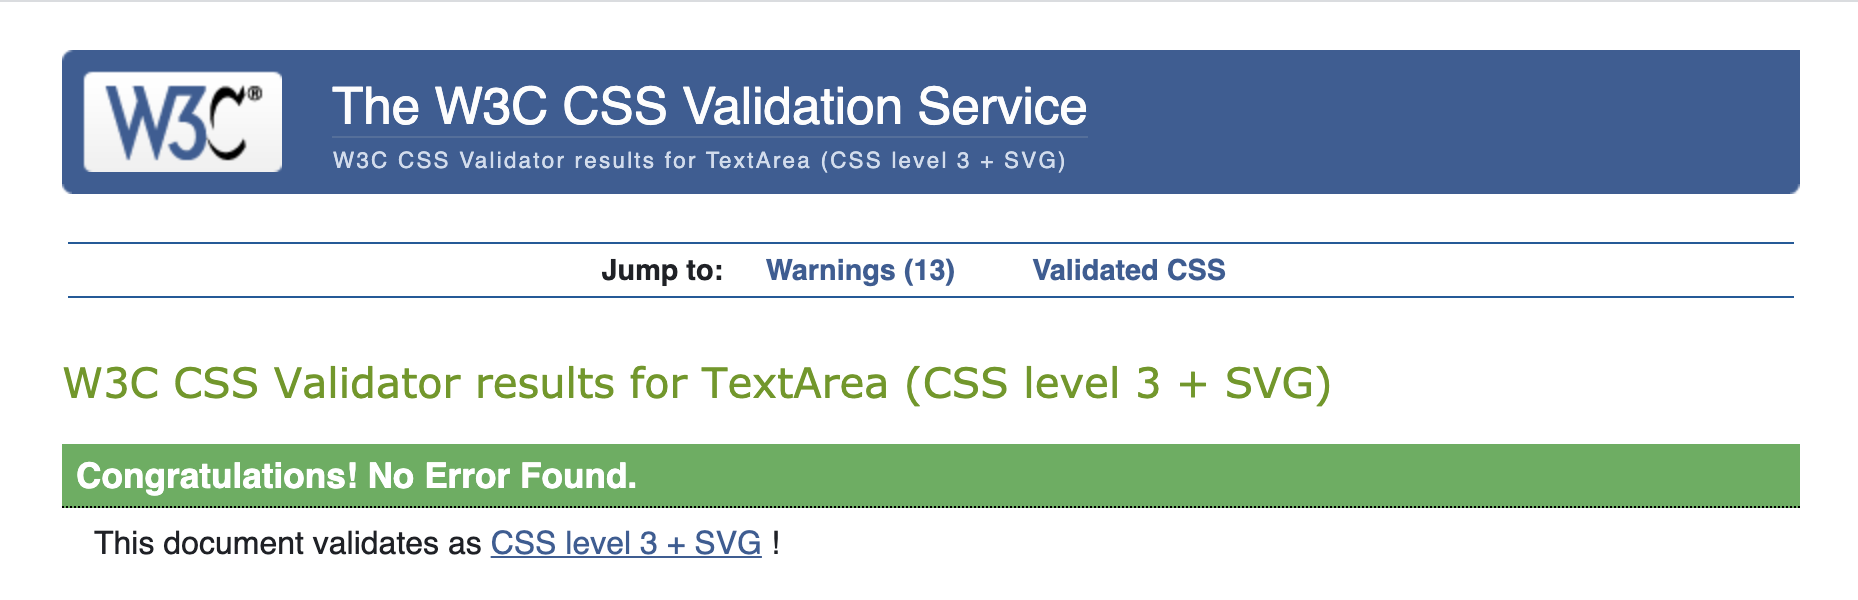 W3C®
The W3C CSS Validation Service
W3C CSS Validator results for TextArea (CSS level 3 + SVG)
Jump to: Warnings (13) Validated CSS
W3C CSS Validator results for TextArea (CSS level 3 + SVG)
Congratulations! No Error Found.
This document validates as CSS level 3 + SVG !